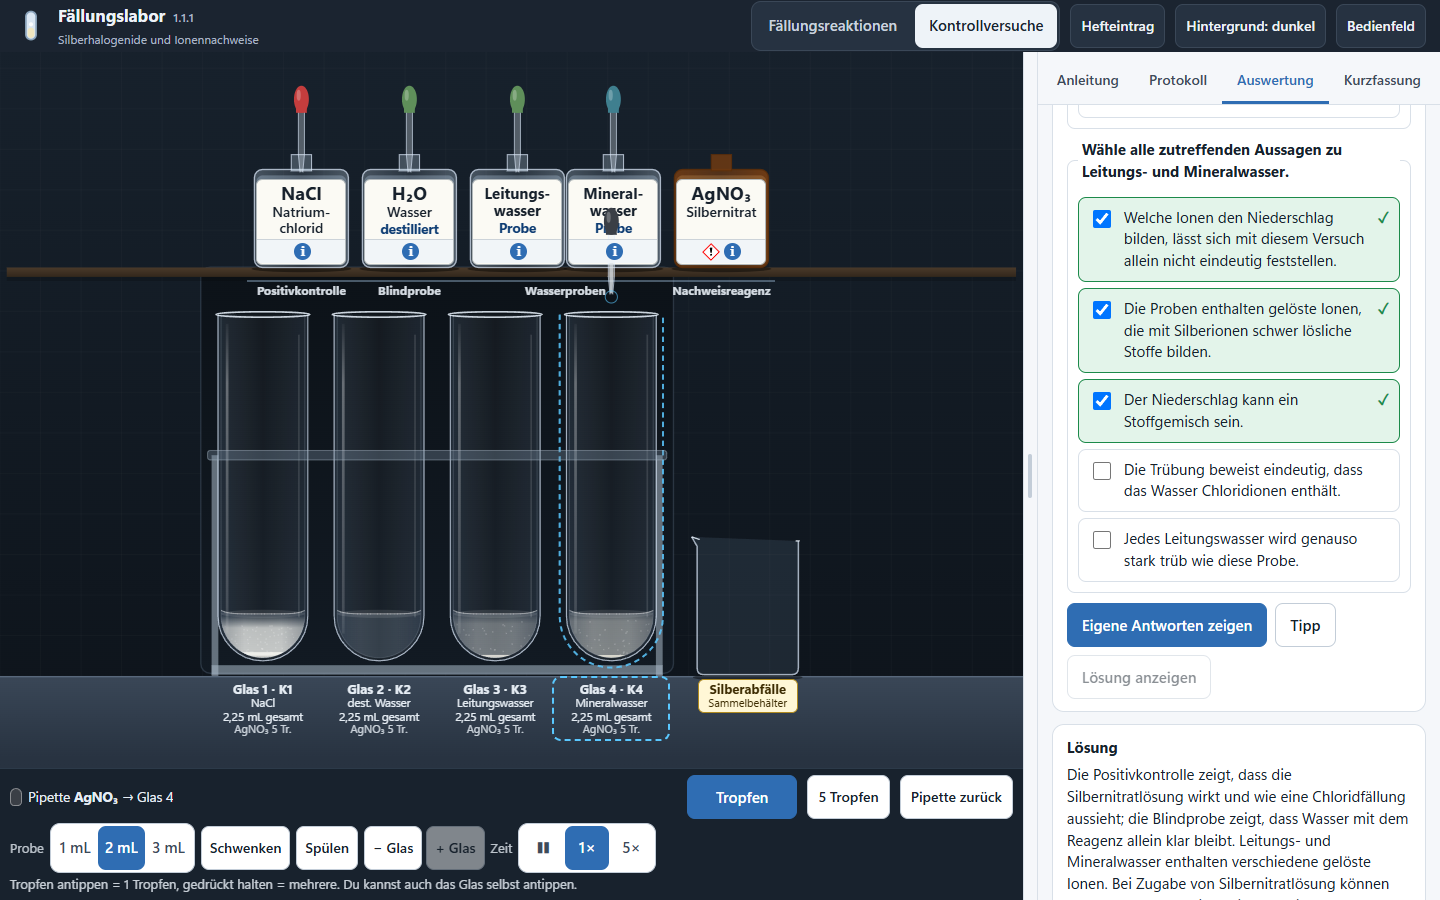 Fällungslabor 1.1.1
Silberhalogenide und Ionennachweise
Fällungsreaktionen
Kontrollversuche
Hefteintrag
Hintergrund: dunkel
Bedienfeld
NaCl
Natrium-
chlorid
H₂O
Wasser
destilliert
Leitungs-
wasser
Probe
Mineral-
wasser
Probe
AgNO₃
Silbernitrat
Positivkontrolle
Blindprobe
Wasserproben
Nachweisreagenz
Glas 1 · K1
NaCl
2,25 mL gesamt
AgNO₃ 5 Tr.
Glas 2 · K2
dest. Wasser
2,25 mL gesamt
AgNO₃ 5 Tr.
Glas 3 · K3
Leitungswasser
2,25 mL gesamt
AgNO₃ 5 Tr.
Glas 4 · K4
Mineralwasser
2,25 mL gesamt
AgNO₃ 5 Tr.
Silberabfälle
Sammelbehälter
Pipette AgNO₃ → Glas 4
Tropfen
5 Tropfen
Pipette zurück
Probe
1 mL
2 mL
3 mL
Schwenken
Spülen
− Glas
+ Glas
Zeit
1×
5×
Tropfen antippen = 1 Tropfen, gedrückt halten = mehrere. Du kannst auch das Glas selbst antippen.
Anleitung
Protokoll
Auswertung
Kurzfassung
Wähle alle zutreffenden Aussagen zu
Leitungs- und Mineralwasser.
Welche Ionen den Niederschlag
bilden, lässt sich mit diesem Versuch
allein nicht eindeutig feststellen.
Die Proben enthalten gelöste Ionen,
die mit Silberionen schwer lösliche
Stoffe bilden.
Der Niederschlag kann ein
Stoffgemisch sein.
Die Trübung beweist eindeutig, dass
das Wasser Chloridionen enthält.
Jedes Leitungswasser wird genauso
stark trüb wie diese Probe.
Eigene Antworten zeigen
Tipp
Lösung anzeigen
Lösung
Die Positivkontrolle zeigt, dass die
Silbernitratlösung wirkt und wie eine Chloridfällung
aussieht; die Blindprobe zeigt, dass Wasser mit dem
Reagenz allein klar bleibt. Leitungs- und
Mineralwasser enthalten verschiedene gelöste
Ionen. Bei Zugabe von Silbernitratlösung können